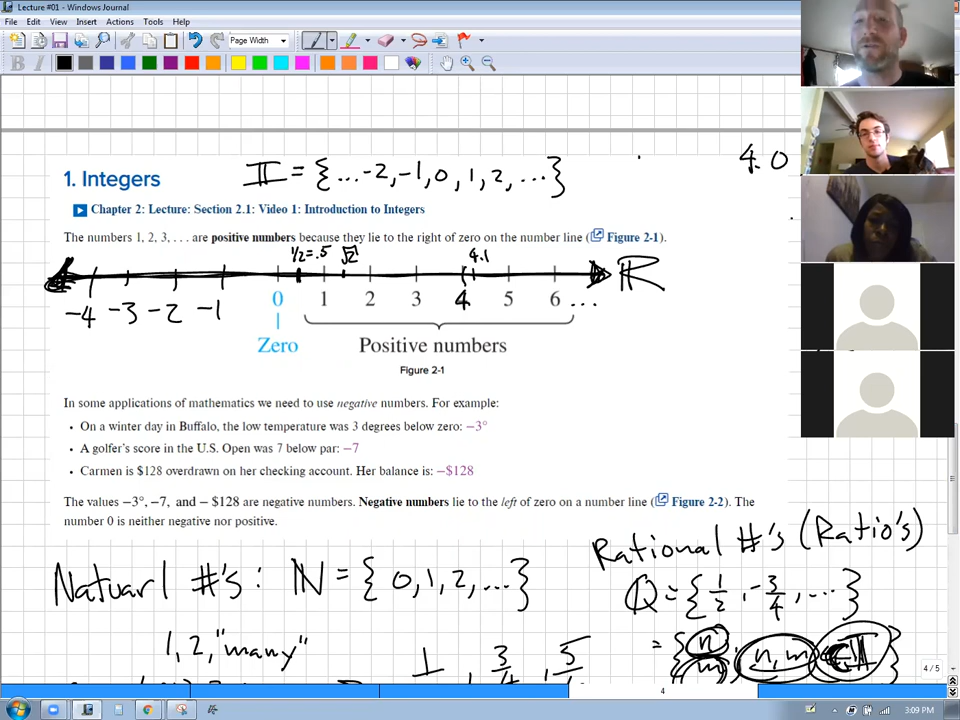 Lecture #01 - Windows Journal
File Edit View Insert Actions Tools Help
Page Width
B I
4.0
1. Integers
𝕀 = {...-2, -1, 0, 1, 2, ...}
Chapter 2: Lecture: Section 2.1: Video 1: Introduction to Integers
The numbers 1, 2, 3, . . . are positive numbers because they lie to the right of zero on the number line ( Figure 2-1).
1/2=.5 √2 4.1 ℝ
-4 -3 -2 -1 0 1 2 3 4 5 6 ...
Zero Positive numbers
Figure 2-1
In some applications of mathematics we need to use negative numbers. For example:
• On a winter day in Buffalo, the low temperature was 3 degrees below zero: −3°
• A golfer's score in the U.S. Open was 7 below par: −7
• Carmen is $128 overdrawn on her checking account. Her balance is: −$128
The values −3°, −7, and − $128 are negative numbers. Negative numbers lie to the left of zero on a number line ( Figure 2-2). The
number 0 is neither negative nor positive.
Rational #'s (Ratio's)
Natuarl #'s : ℕ = {0, 1, 2, ...}
ℚ = {1/2, -3/4, ...}
1, 2, "many"
= {n/m, n, m ∈ 𝕀}
1 , 3 , 5
4 / 5
4
3:09 PM